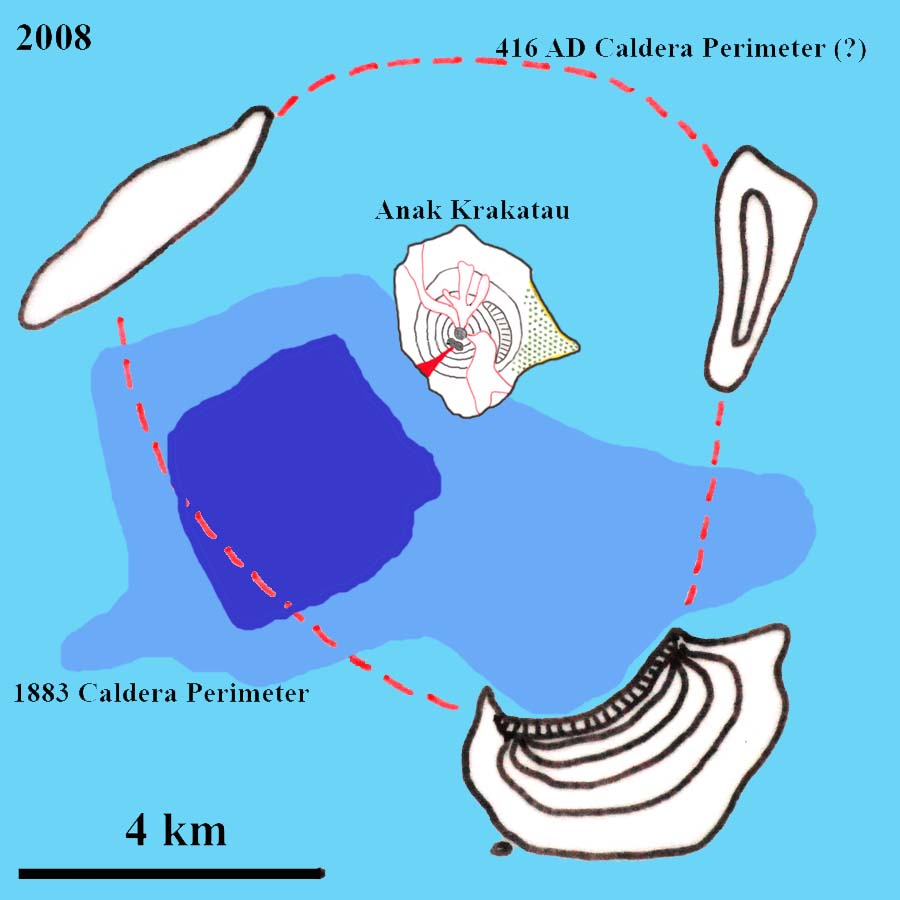 2008
416 AD Caldera Perimeter (?)
Anak Krakatau
1883 Caldera Perimeter
4 km